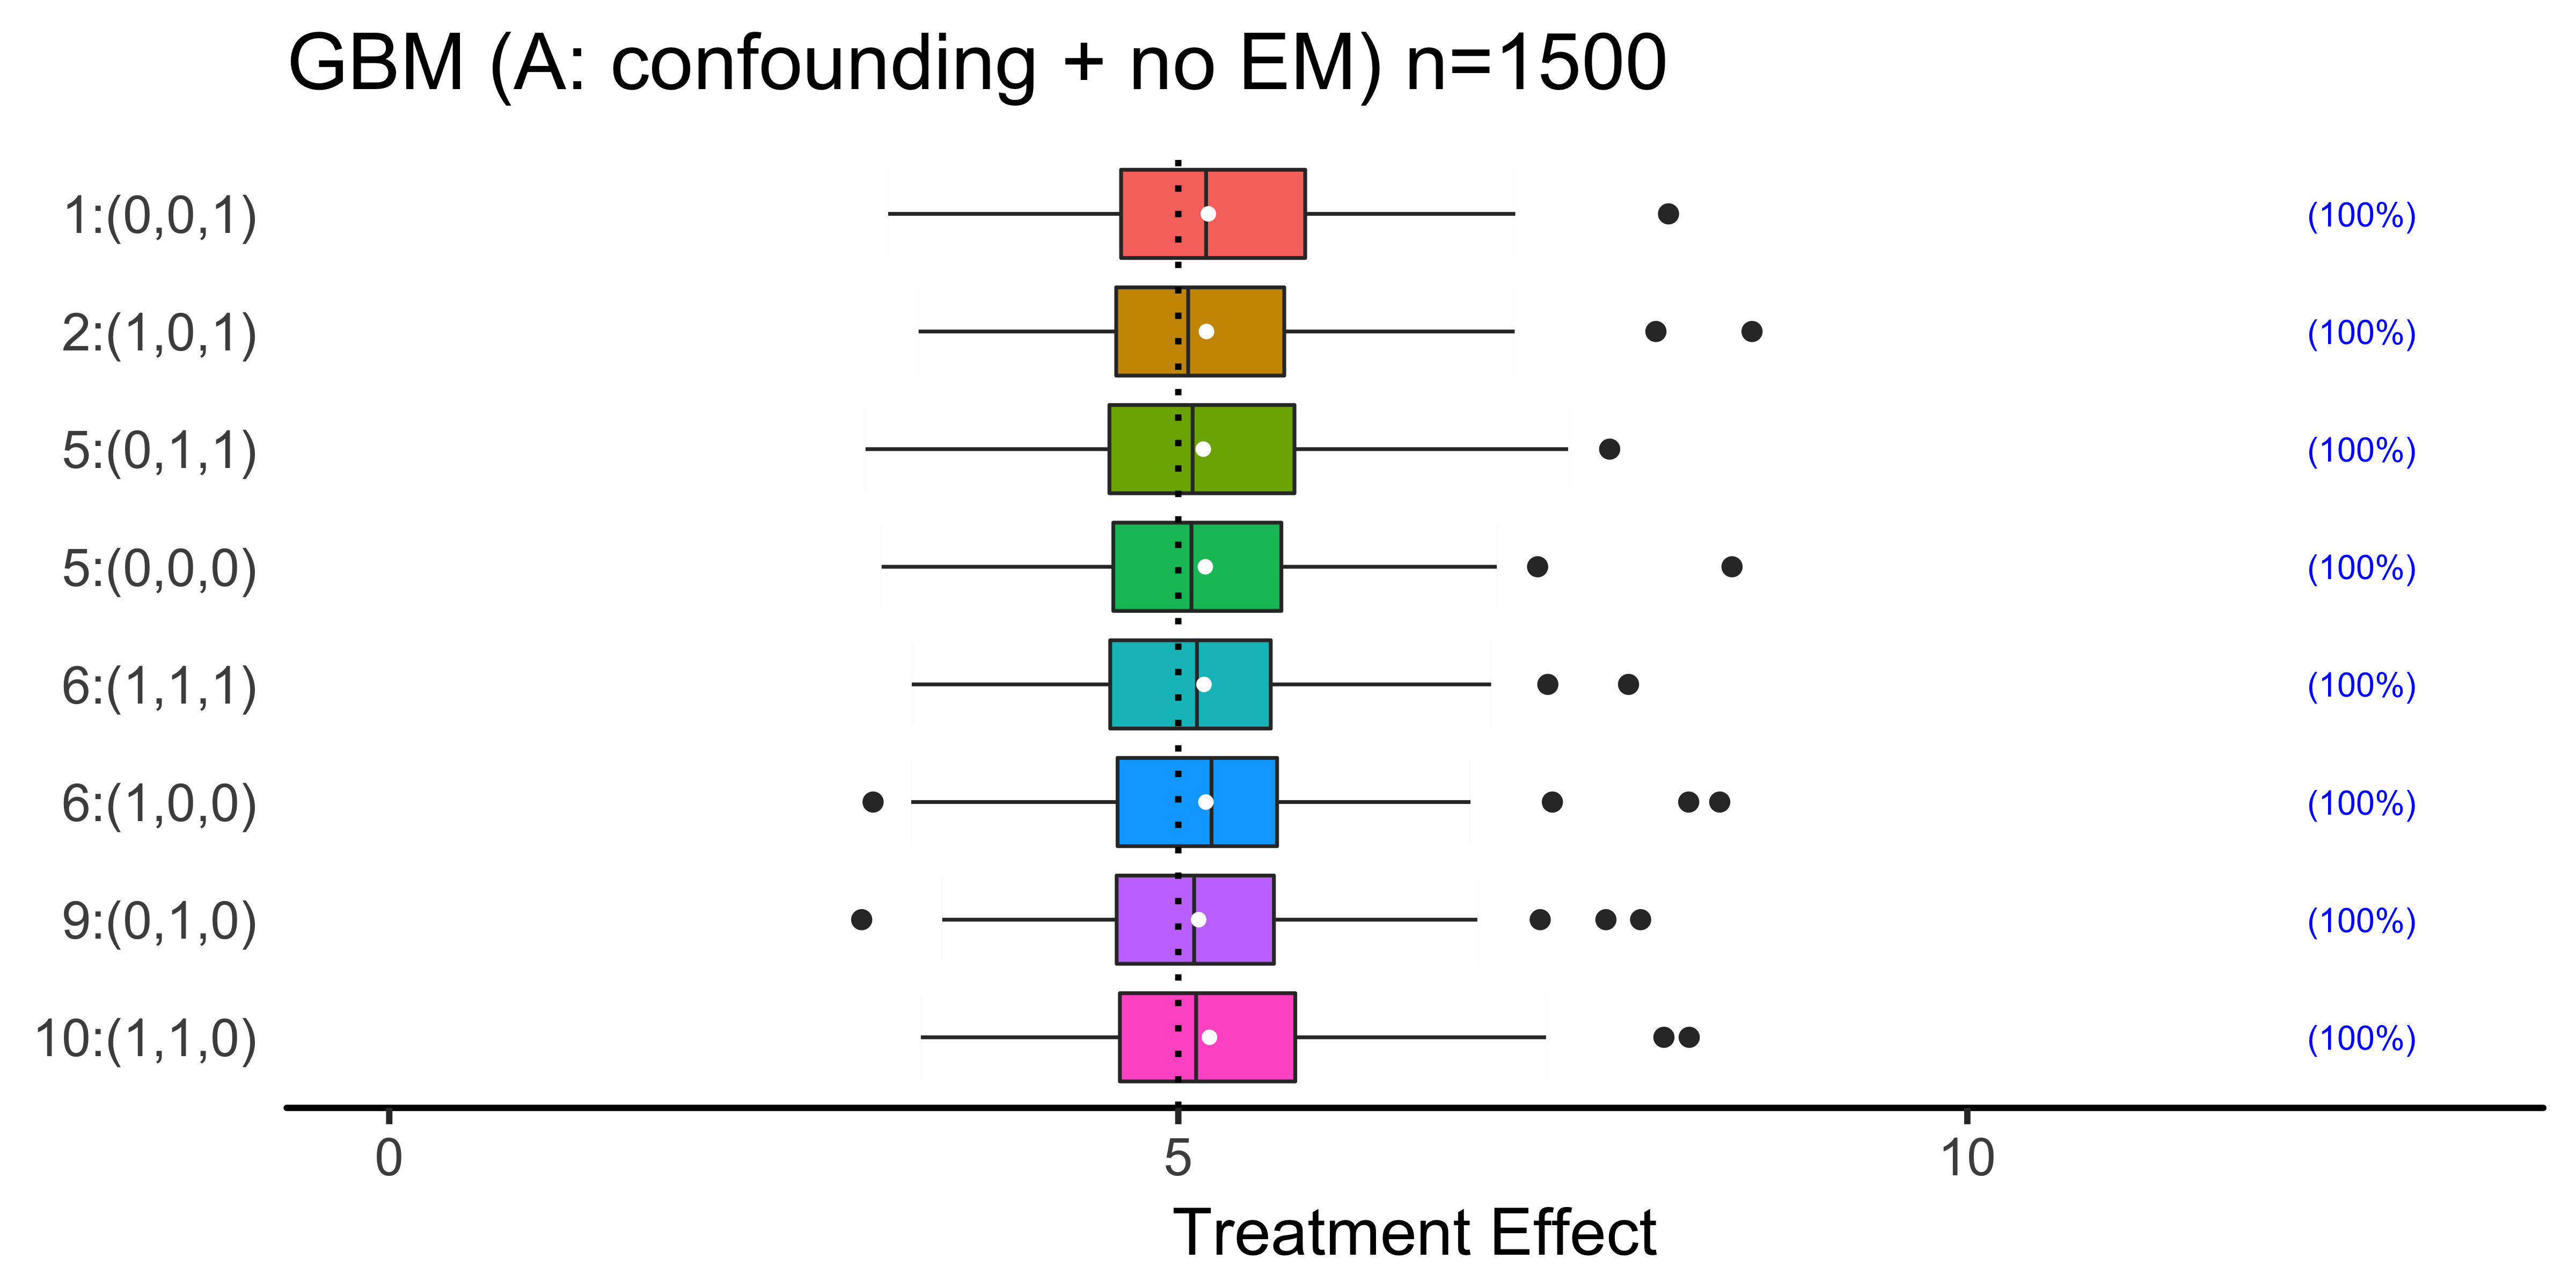 GBM (A: confounding + no EM) n=1500
1:(0,0,1) (100%)
2:(1,0,1) (100%)
5:(0,1,1) (100%)
5:(0,0,0) (100%)
6:(1,1,1) (100%)
6:(1,0,0) (100%)
9:(0,1,0) (100%)
10:(1,1,0) (100%)
0 5 10
Treatment Effect